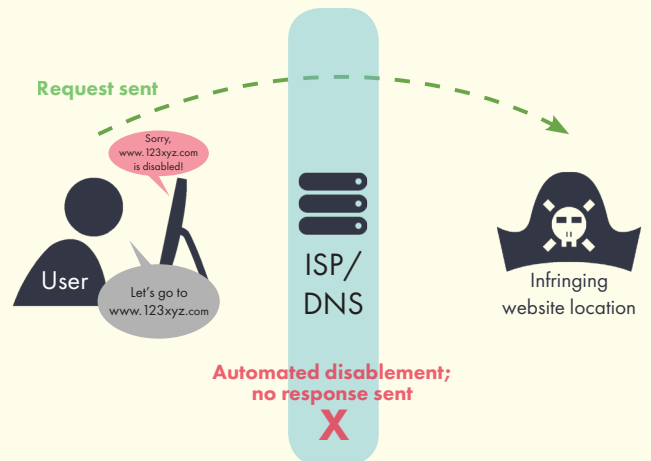 Request sent
Sorry,
www.123xyz.com
is disabled!
User
Let's go to
www.123xyz.com
ISP/
DNS
Infringing
website location
Automated disablement;
no response sent
X